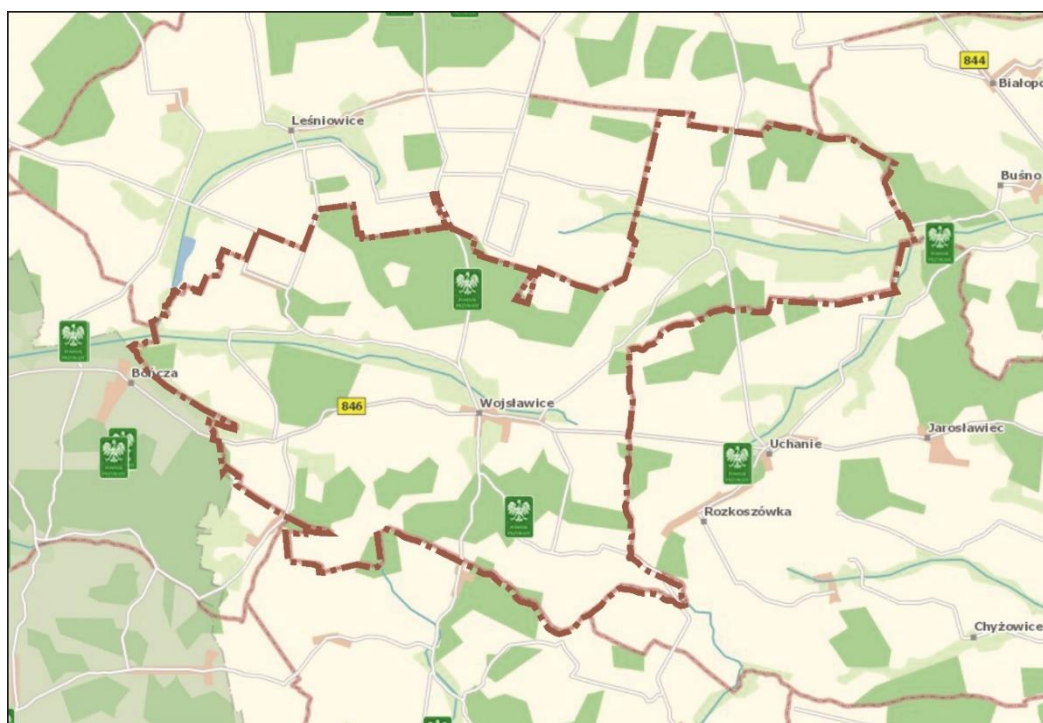 844
Białopo
Leśniowice
Buśno
Bończa
846
Wojsławice
Jarosławiec
Uchanie
Rozkoszówka
Chyżowice